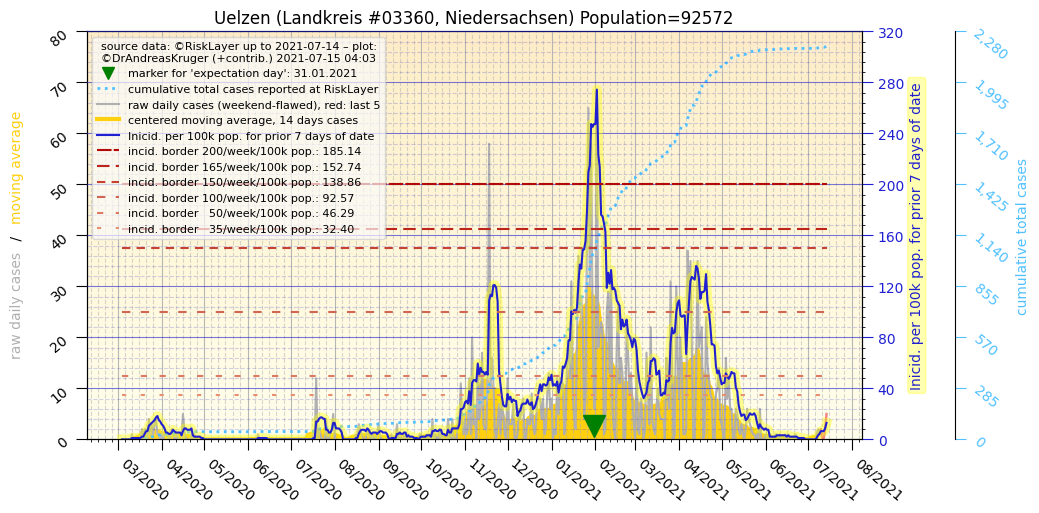 Uelzen (Landkreis #03360, Niedersachsen) Population=92572
source data: ©RiskLayer up to 2021-07-14 – plot:
©DrAndreasKruger (+contrib.) 2021-07-15 04:03
marker for 'expectation day': 31.01.2021
cumulative total cases reported at RiskLayer
raw daily cases (weekend-flawed), red: last 5
centered moving average, 14 days cases
Inicid. per 100k pop. for prior 7 days of date
incid. border 200/week/100k pop.: 185.14
incid. border 165/week/100k pop.: 152.74
incid. border 150/week/100k pop.: 138.86
incid. border 100/week/100k pop.: 92.57
incid. border 50/week/100k pop.: 46.29
incid. border 35/week/100k pop.: 32.40
raw daily cases / moving average
80
70
60
50
40
30
20
10
0
320
280
240
200
160
120
80
40
0
Inicid. per 100k pop. for prior 7 days of date
2,280
1,995
1,710
1,425
1,140
855
570
285
0
cumulative total cases
03/2020
04/2020
05/2020
06/2020
07/2020
08/2020
09/2020
10/2020
11/2020
12/2020
01/2021
02/2021
03/2021
04/2021
05/2021
06/2021
07/2021
08/2021